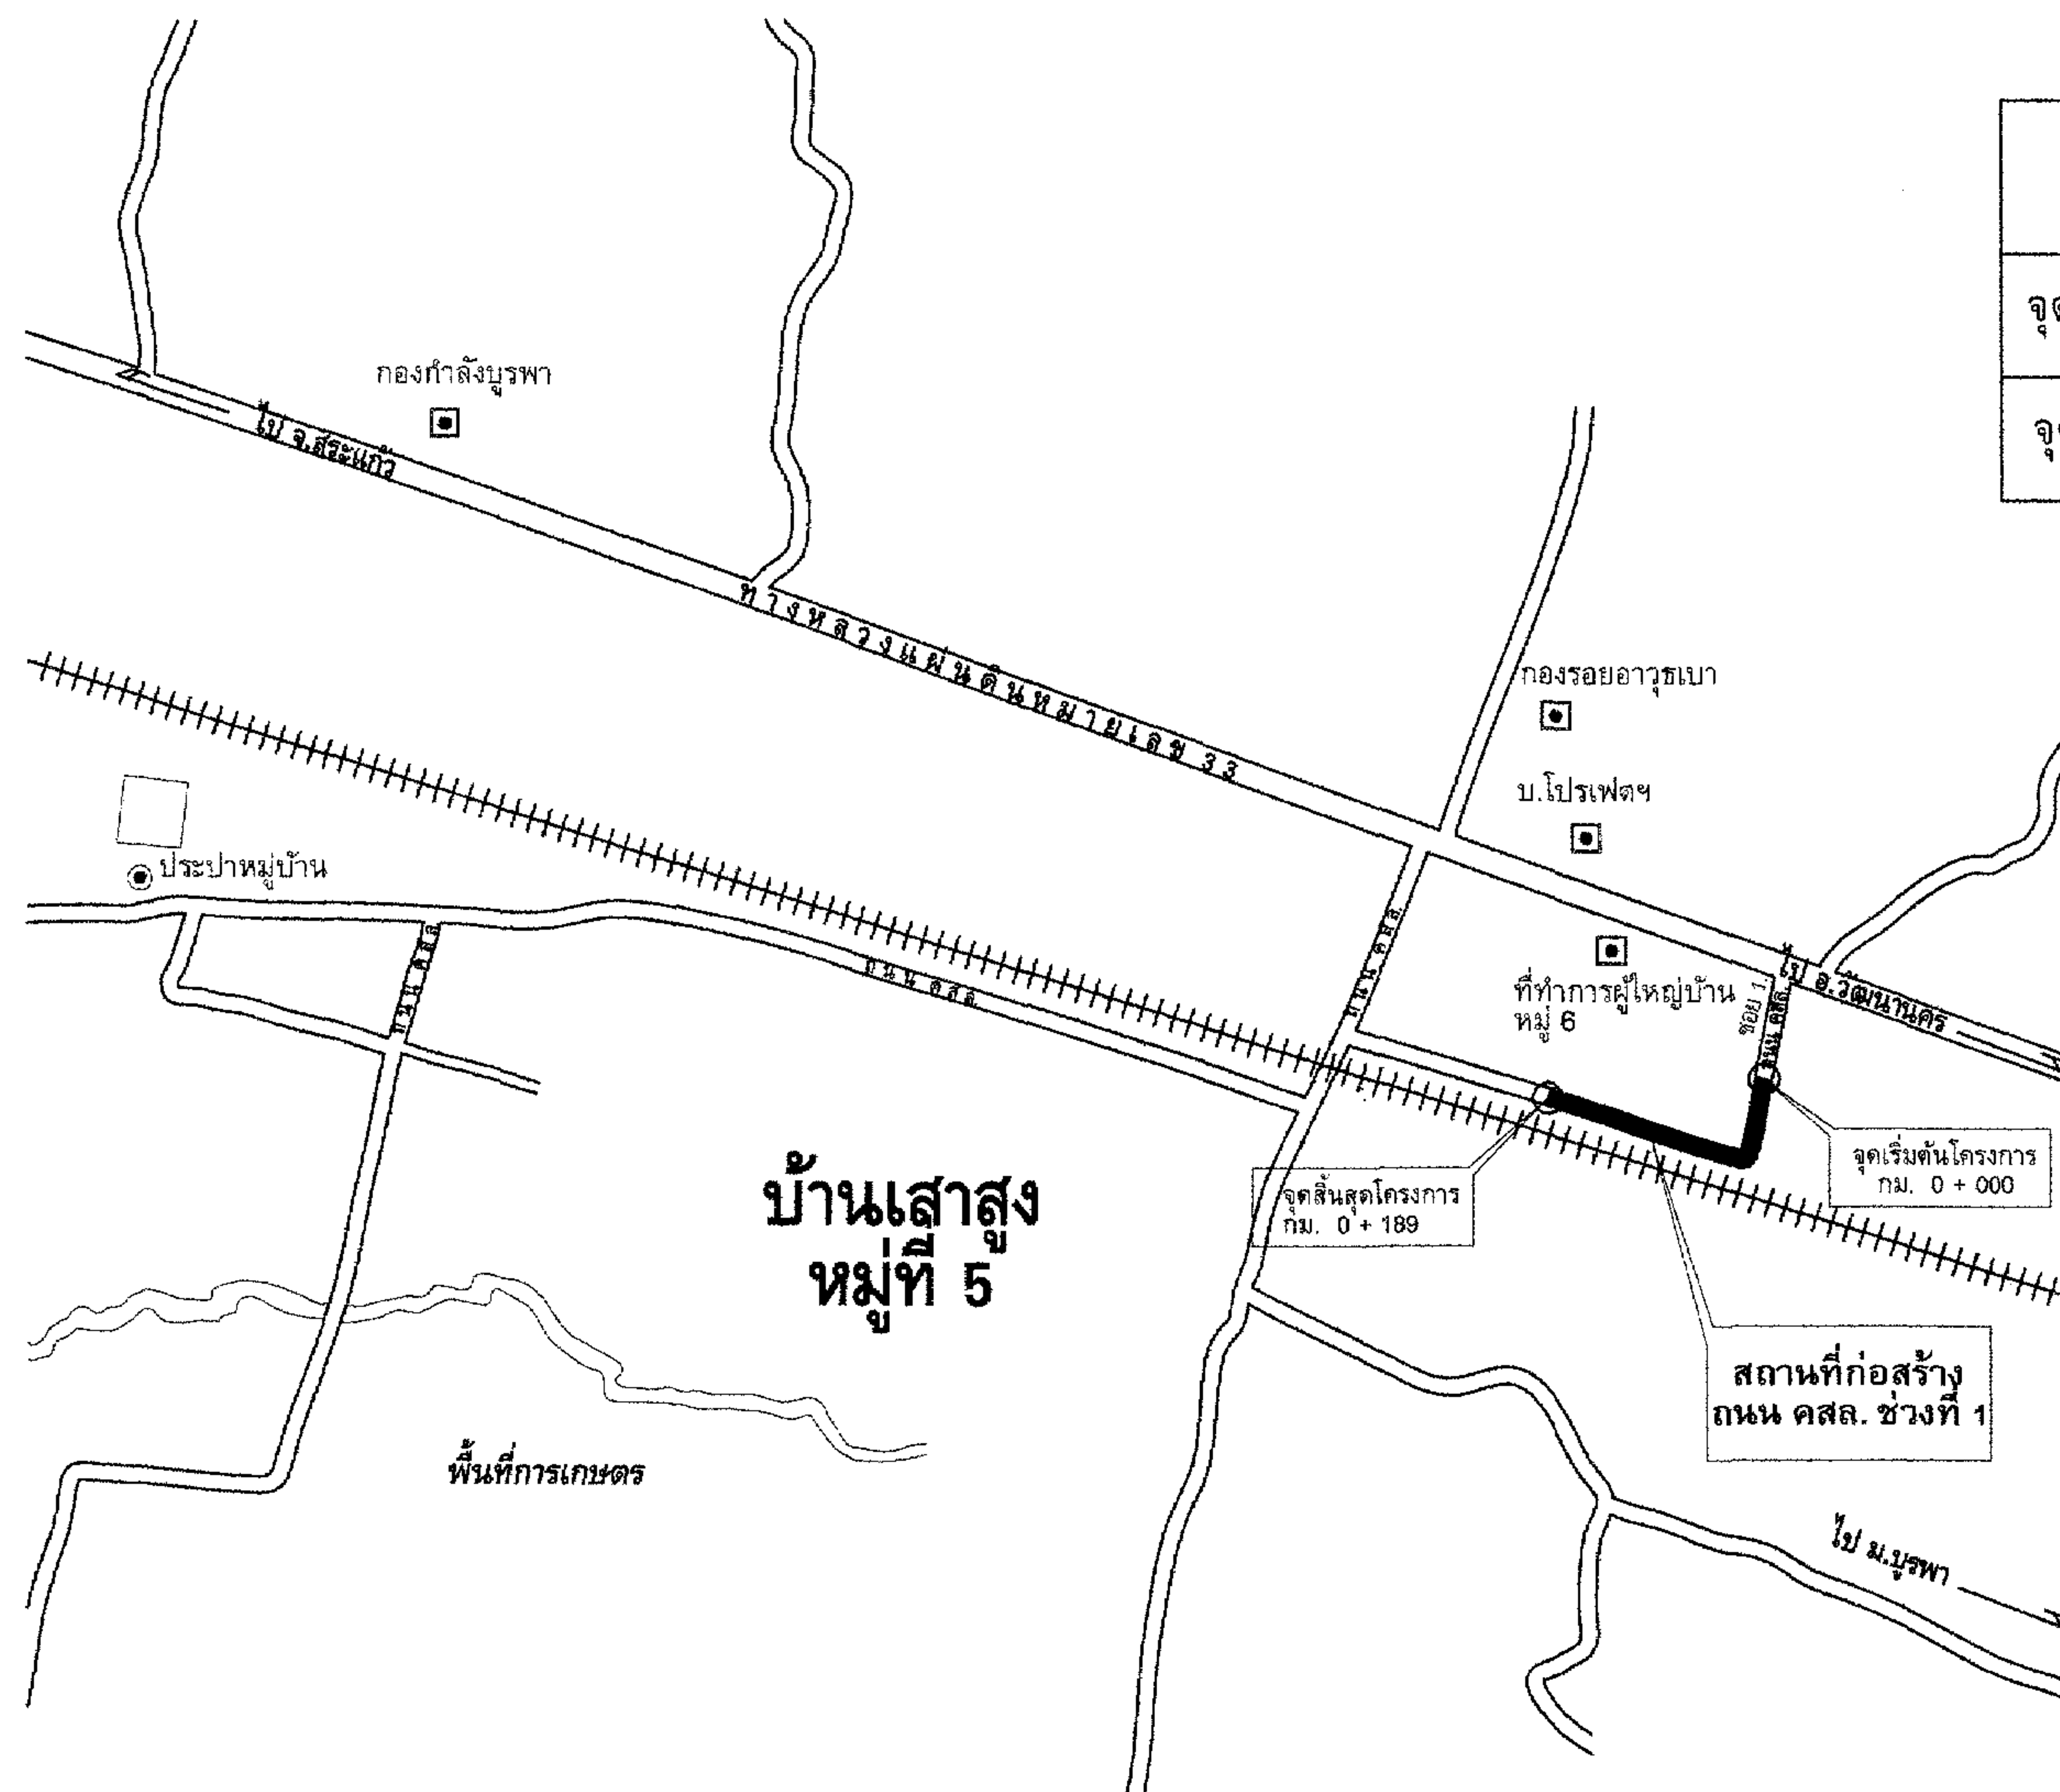 กองกำลังบูรพา
ไป จ.สระแก้ว
ทางหลวงแผ่นดินหมายเลข 33
กองรอยอาวุธเบา
บ.โปรเฟตฯ
ประปาหมู่บ้าน
ถนน คสล.
ถนน คสล.
ถนน คสล.
ที่ทำการผู้ใหญ่บ้าน
หมู่ 6
ซอย 1
ถนน คสล.
ไป อ.วัฒนานคร
จุดเริ่มต้นโครงการ
กม. 0 + 000
จุดสิ้นสุดโครงการ
กม. 0 + 189
บ้านเสาสูง
หมู่ที่ 5
สถานที่ก่อสร้าง
ถนน คสล. ช่วงที่ 1
พื้นที่การเกษตร
ไป ม.บูรพา